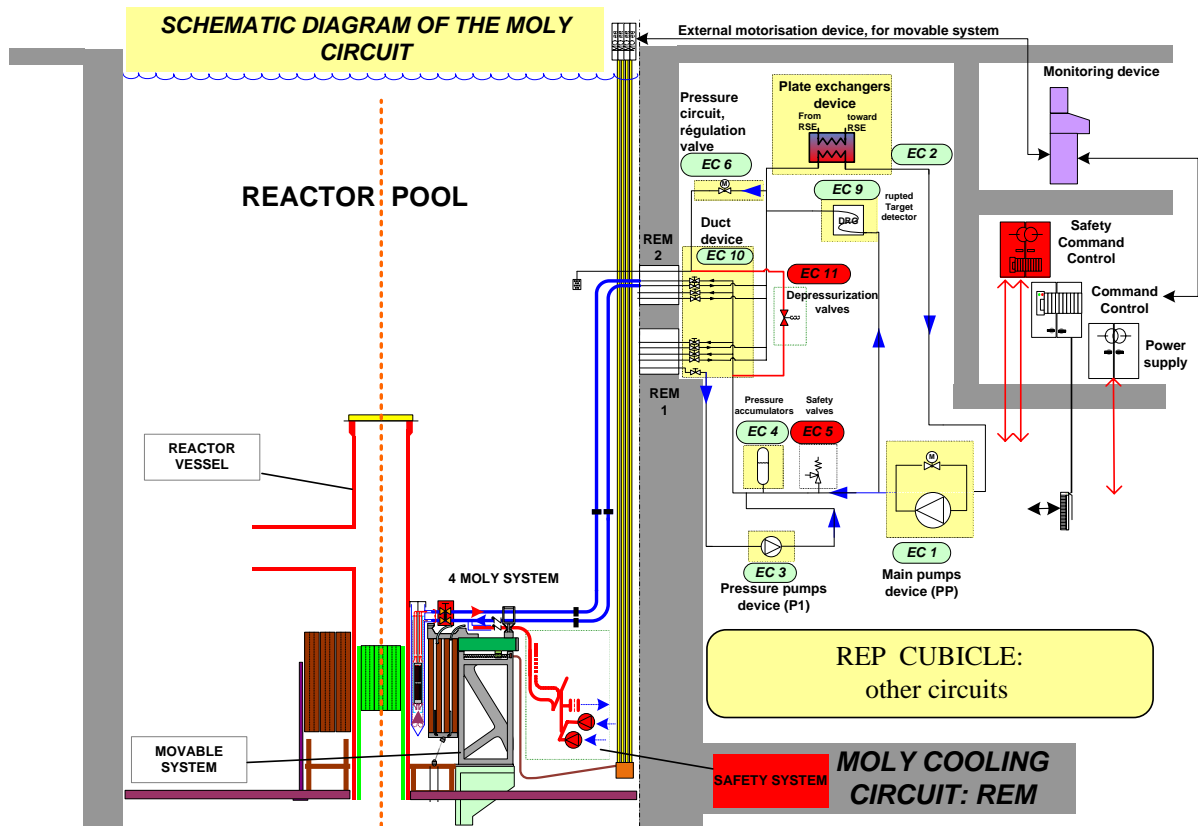 SCHEMATIC DIAGRAM OF THE MOLY
CIRCUIT
External motorisation device, for movable system
Monitoring device
Pressure
circuit,
régulation
valve
EC 6
M
Plate exchangers
device
From
RSE
toward
RSE
EC 2
EC 9
DRG
rupted
Target
detector
REACTOR POOL
Duct
device
EC 10
REM
2
EC 11
Depressurization
valves
Safety
Command
Control
Command
Control
Power
supply
REM
1
Pressure
accumulators
EC 4
Safety
valves
EC 5
M
EC 1
Main pumps
device (PP)
EC 3
Pressure pumps
device (P1)
REACTOR
VESSEL
4 MOLY SYSTEM
MOVABLE
SYSTEM
REP CUBICLE:
other circuits
SAFETY SYSTEM
MOLY COOLING
CIRCUIT: REM